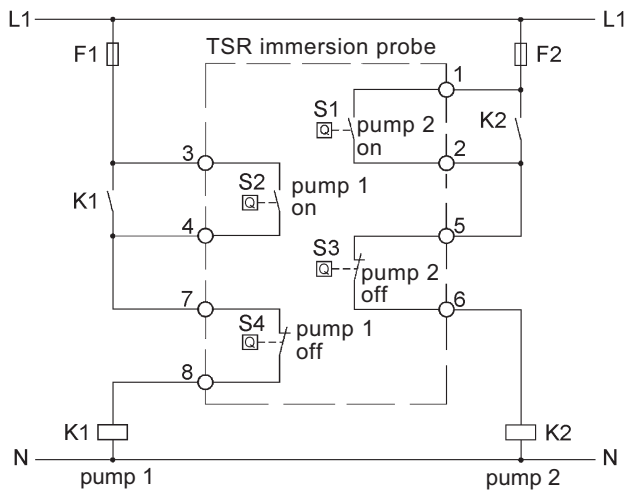 L1 L1
F1 TSR immersion probe F2
1
S1 K2
Q pump 2
on
3 2
S2 pump 1
K1 Q on
4 5
S3
Q pump 2
off
7 6
S4 pump 1
Q off
8
K1 K2
N N
pump 1 pump 2